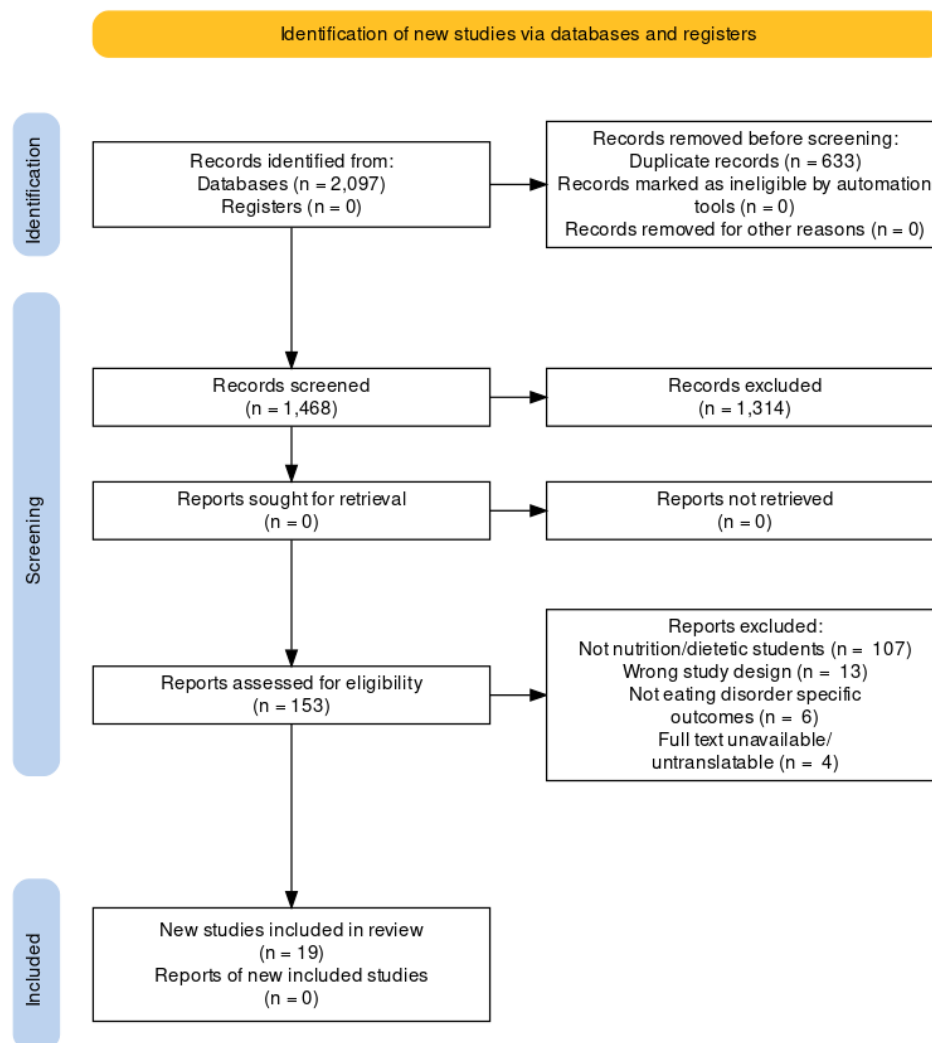 Identification of new studies via databases and registers
Identification
Records identified from:
Databases (n = 2,097)
Registers (n = 0)
Records removed before screening:
Duplicate records (n = 633)
Records marked as ineligible by automation
tools (n = 0)
Records removed for other reasons (n = 0)
Screening
Records screened
(n = 1,468)
Records excluded
(n = 1,314)
Reports sought for retrieval
(n = 0)
Reports not retrieved
(n = 0)
Reports assessed for eligibility
(n = 153)
Reports excluded:
Not nutrition/dietetic students (n = 107)
Wrong study design (n = 13)
Not eating disorder specific
outcomes (n = 6)
Full text unavailable/
untranslatable (n = 4)
Included
New studies included in review
(n = 19)
Reports of new included studies
(n = 0)